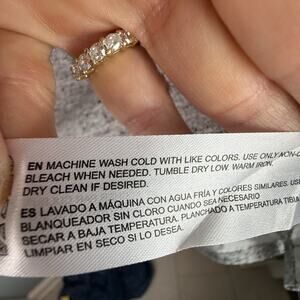 EN MACHINE WASH COLD WITH LIKE COLORS. USE ONLY NON-
BLEACH WHEN NEEDED. TUMBLE DRY LOW. WARM IRON.
DRY CLEAN IF DESIRED.
ES LAVADO A MÁQUINA CON AGUA FRÍA Y COLORES SIMILARES. USE
BLANQUEADOR SIN CLORO CUANDO SEA NECESARIO
SECAR A BAJA TEMPERATURA. PLANCHADO A TEMPERATURA TIBIA
LIMPIAR EN SECO SI LO DESEA.